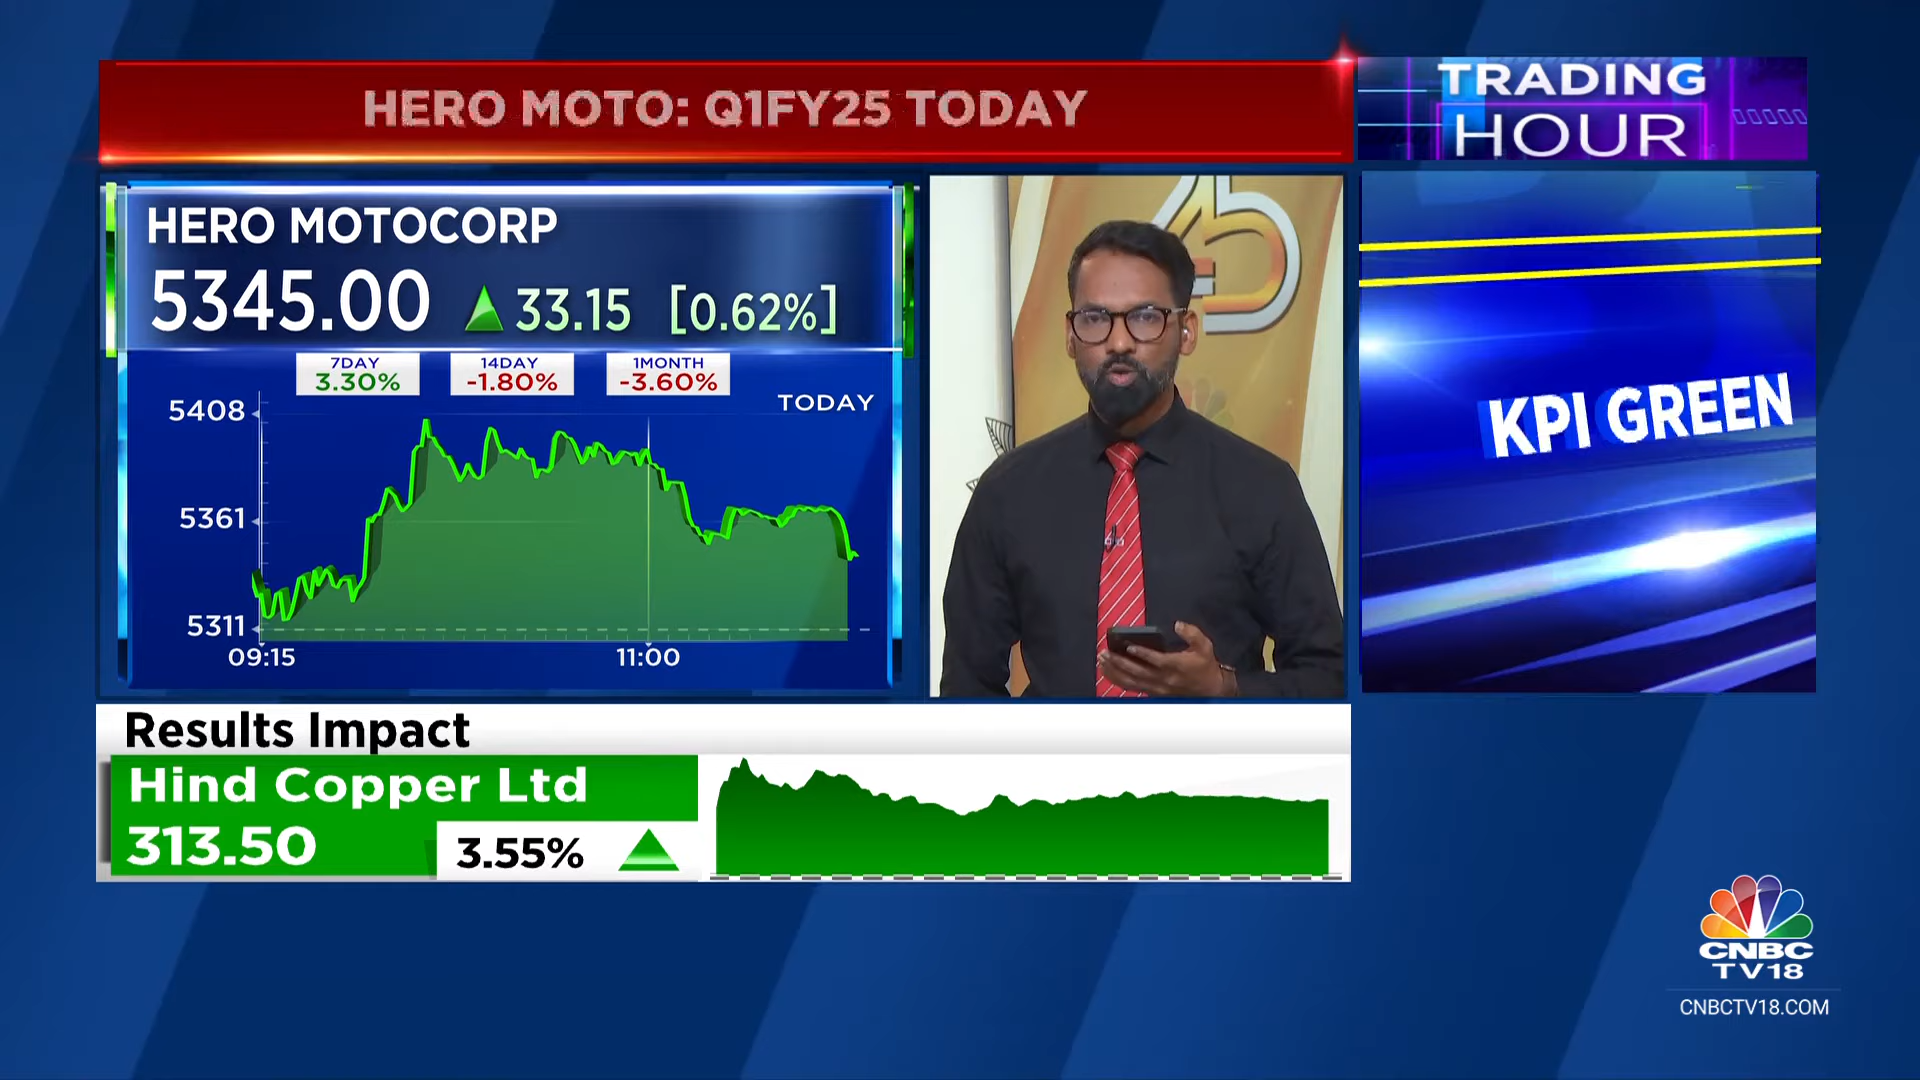 HERO MOTO: Q1FY25 TODAY
TRADING
HOUR
HERO MOTOCORP
5345.00 ▲ 33.15 [0.62%]
7DAY
3.30%
14DAY
-1.80%
1MONTH
-3.60%
TODAY
5408
5361
5311
09:15
11:00
KPI GREEN
Results Impact
Hind Copper Ltd
313.50
3.55%
CNBC
TV18
CNBCTV18.COM